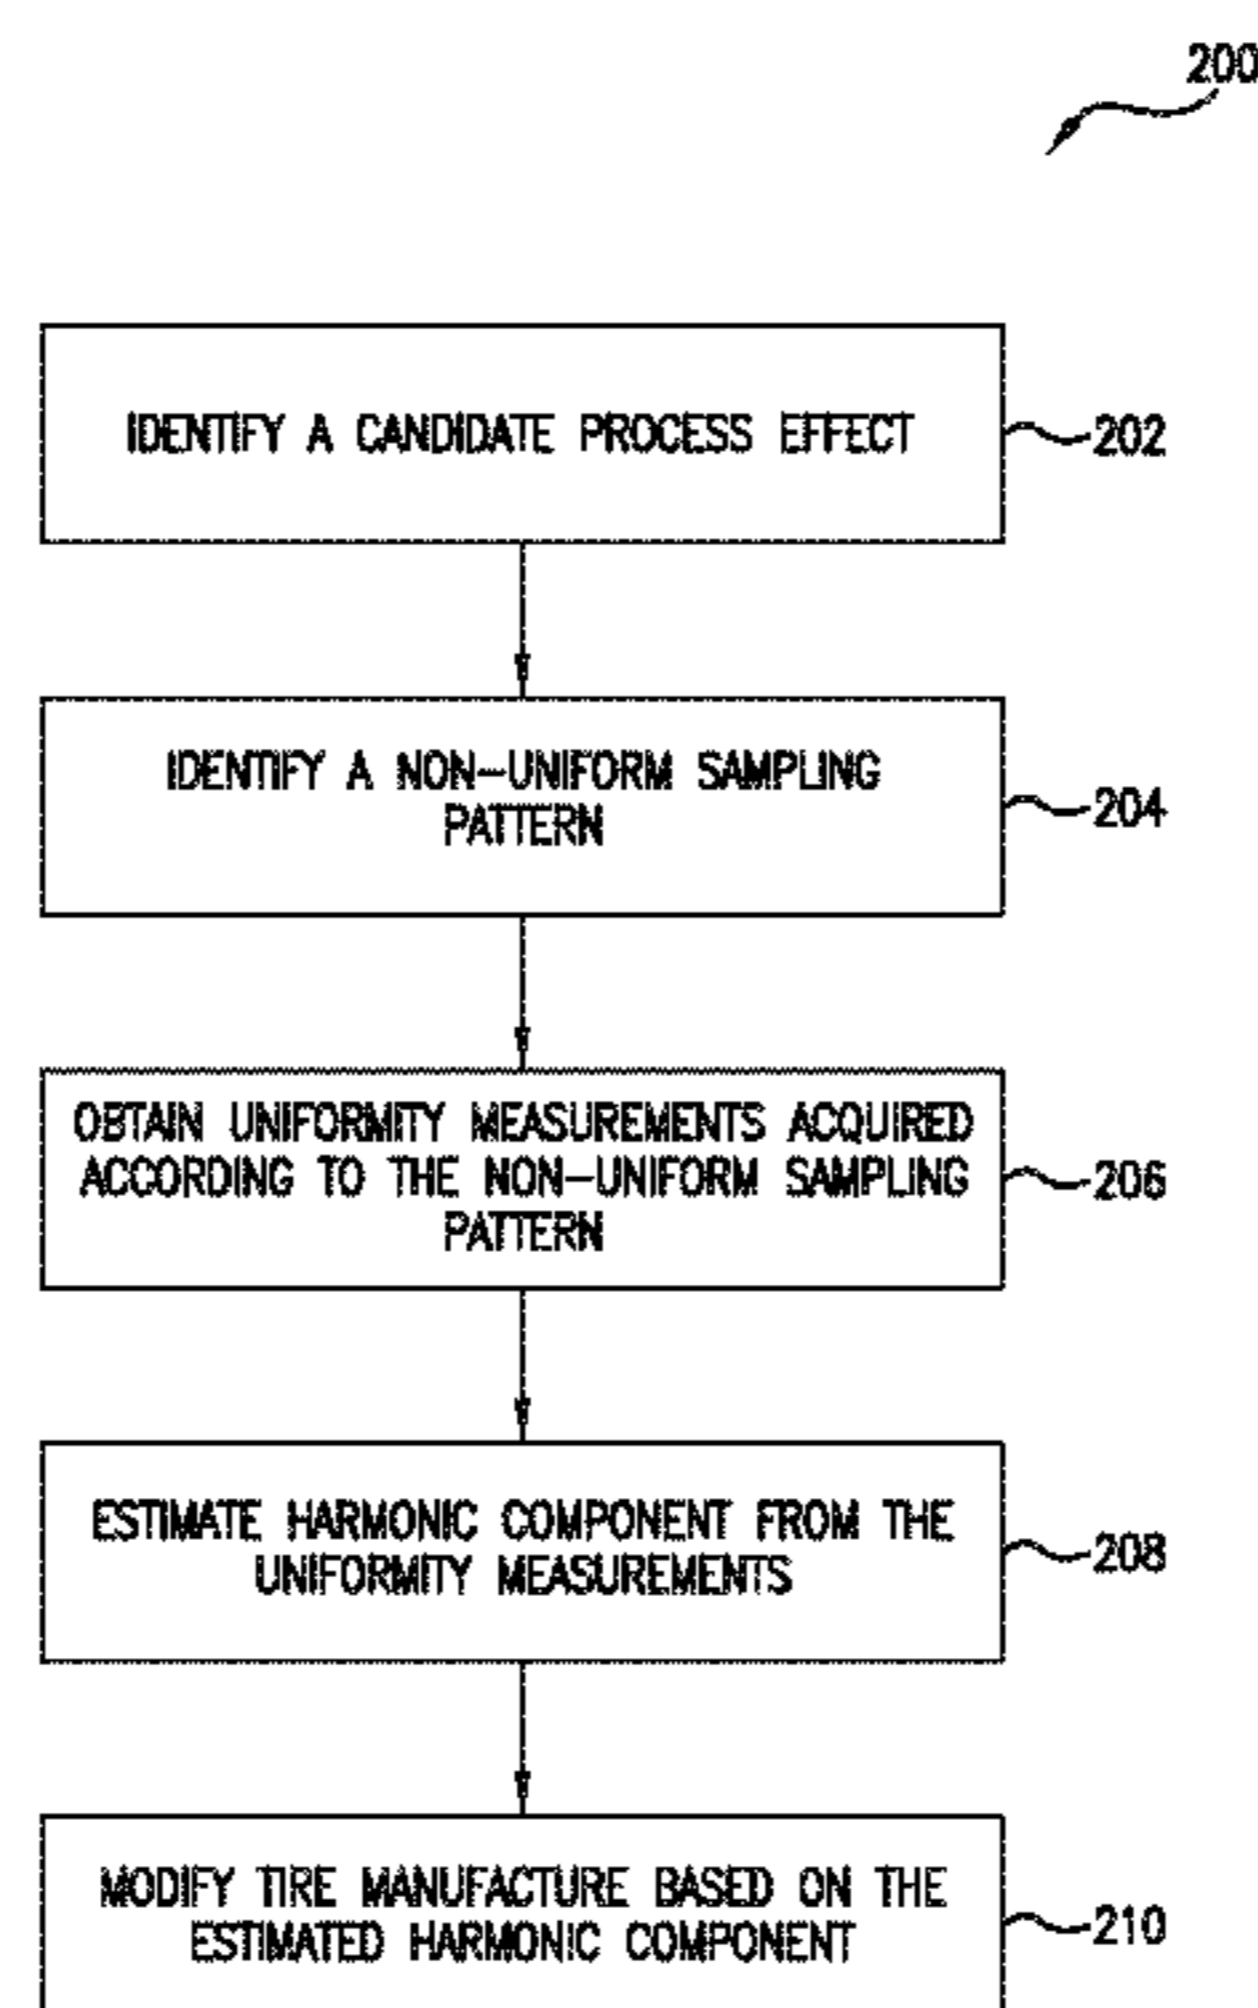 200
IDENTIFY A CANDIDATE PROCESS EFFECT
202
IDENTIFY A NON-UNIFORM SAMPLING
PATTERN
204
OBTAIN UNIFORMITY MEASUREMENTS ACQUIRED
ACCORDING TO THE NON-UNIFORM SAMPLING
PATTERN
206
ESTIMATE HARMONIC COMPONENT FROM THE
UNIFORMITY MEASUREMENTS
208
MODIFY TIRE MANUFACTURE BASED ON THE
ESTIMATED HARMONIC COMPONENT
210